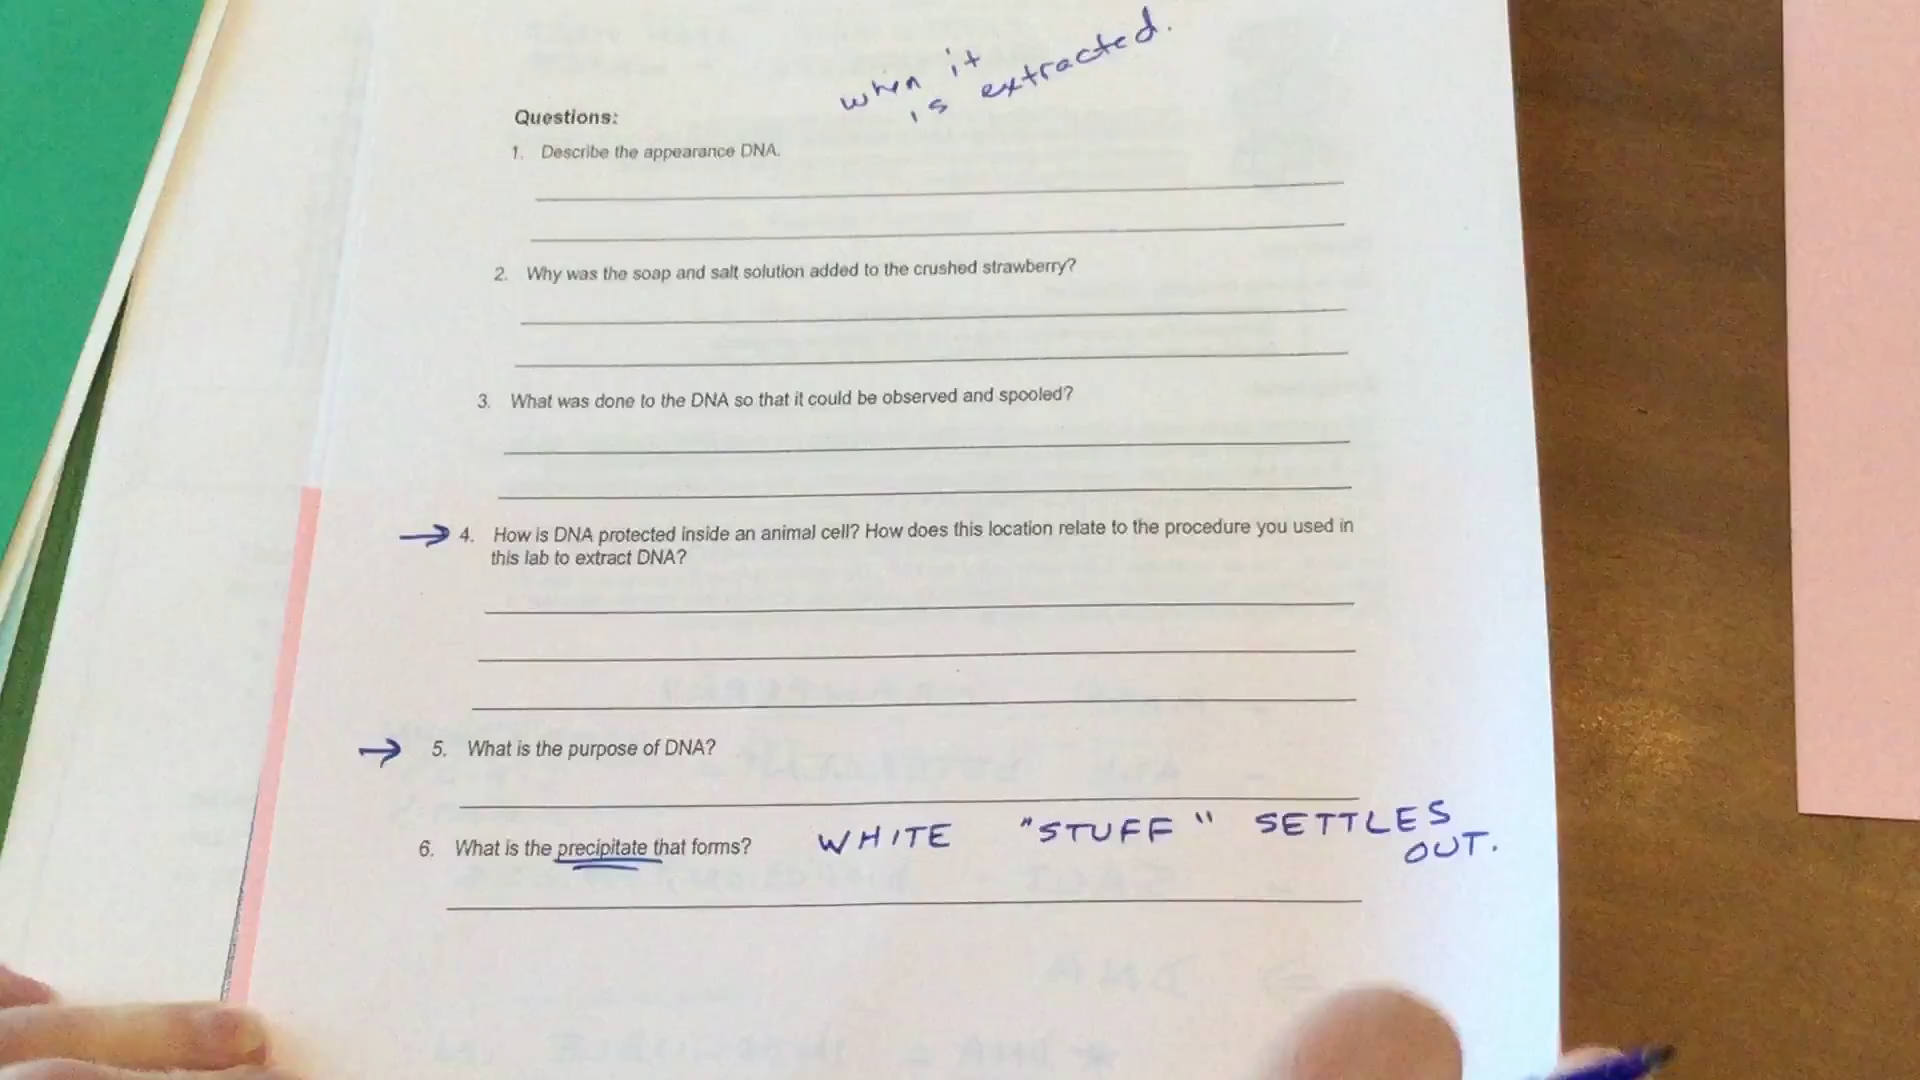 when it
is extracted.
Questions:
1. Describe the appearance DNA.
2. Why was the soap and salt solution added to the crushed strawberry?
3. What was done to the DNA so that it could be observed and spooled?
→ 4. How is DNA protected inside an animal cell? How does this location relate to the procedure you used in
this lab to extract DNA?
→ 5. What is the purpose of DNA?
6. What is the precipitate that forms? WHITE "STUFF" SETTLES
OUT.